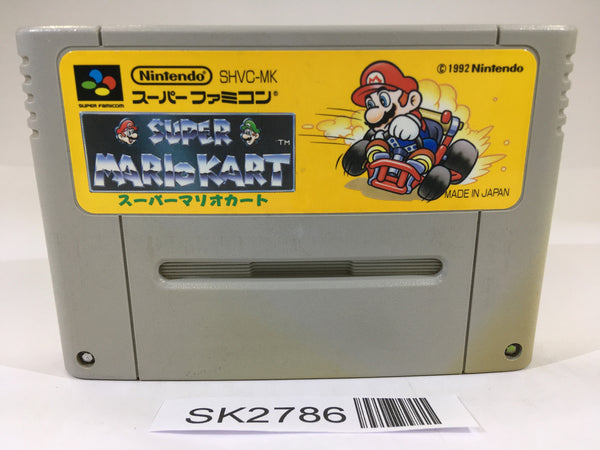 SUPER FAMICOM
Nintendo SHVC-MK
スーパーファミコン®
© 1992 Nintendo
SUPER
MARIO KART ™
スーパーマリオカート
MADE IN JAPAN
SK2786